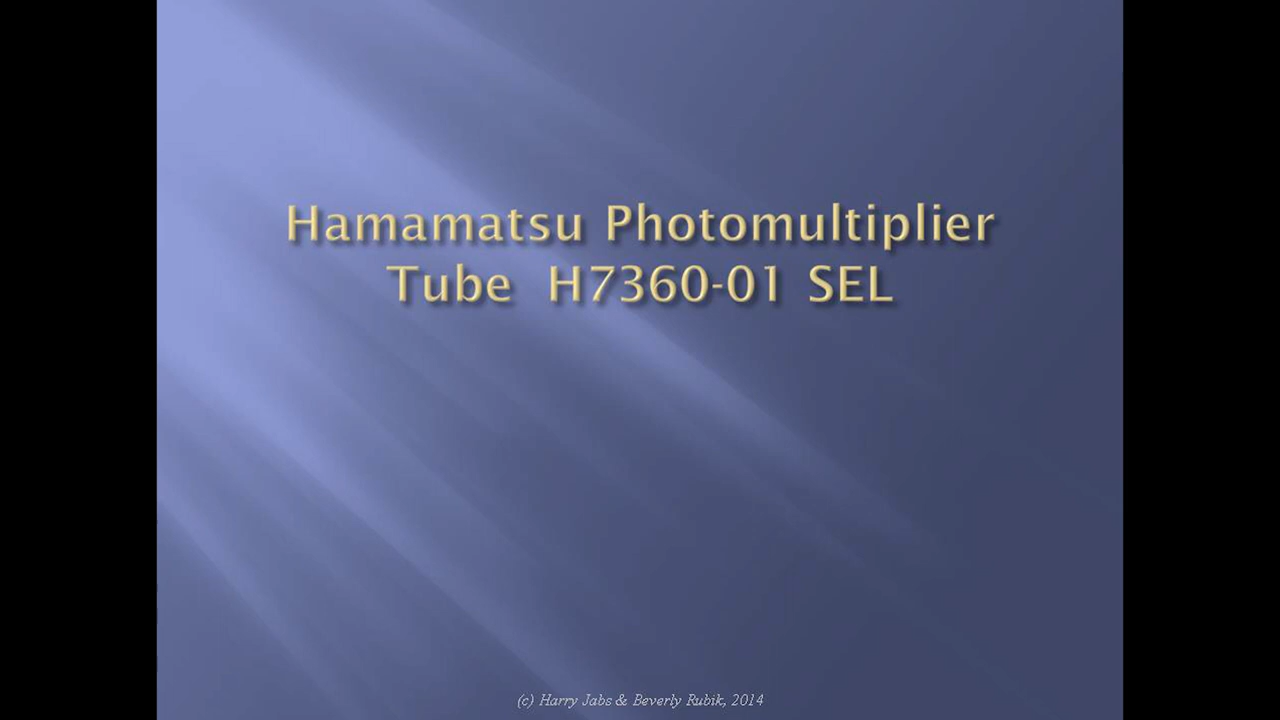 Hamamatsu Photomultiplier
Tube H7360-01 SEL
(c) Harry Jabs & Beverly Rubik, 2014